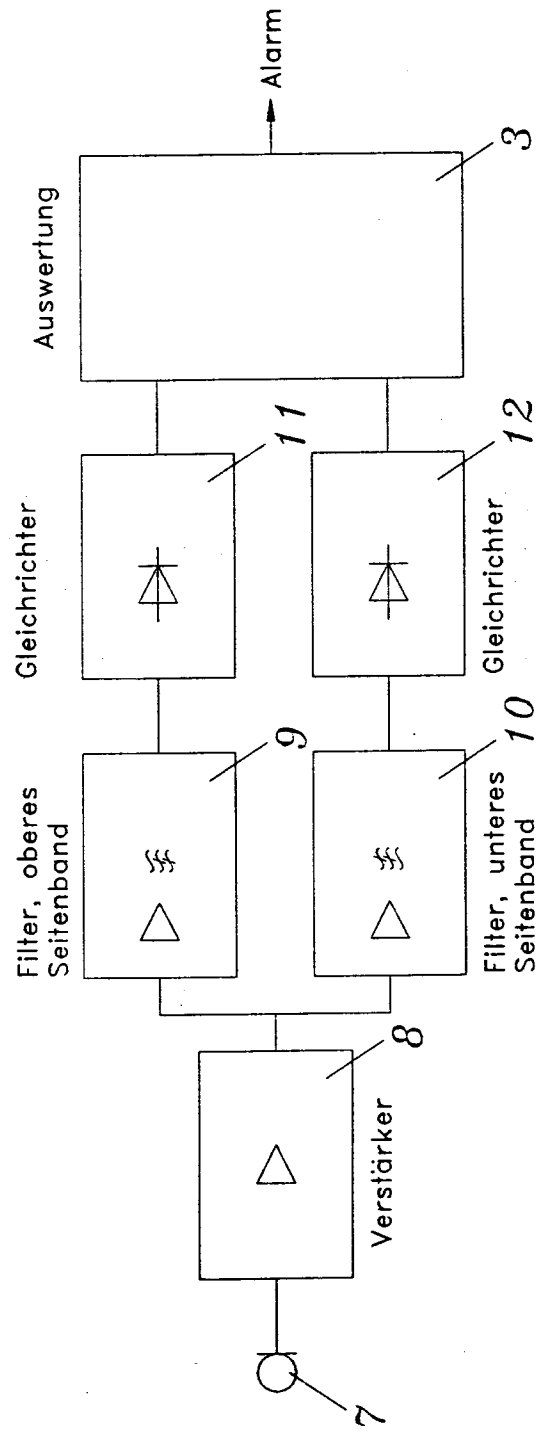 Filter, oberes
Seitenband
Gleichrichter
Auswertung
9
11
Alarm
8
Verstärker
7
10
12
3
Filter, unteres
Seitenband
Gleichrichter